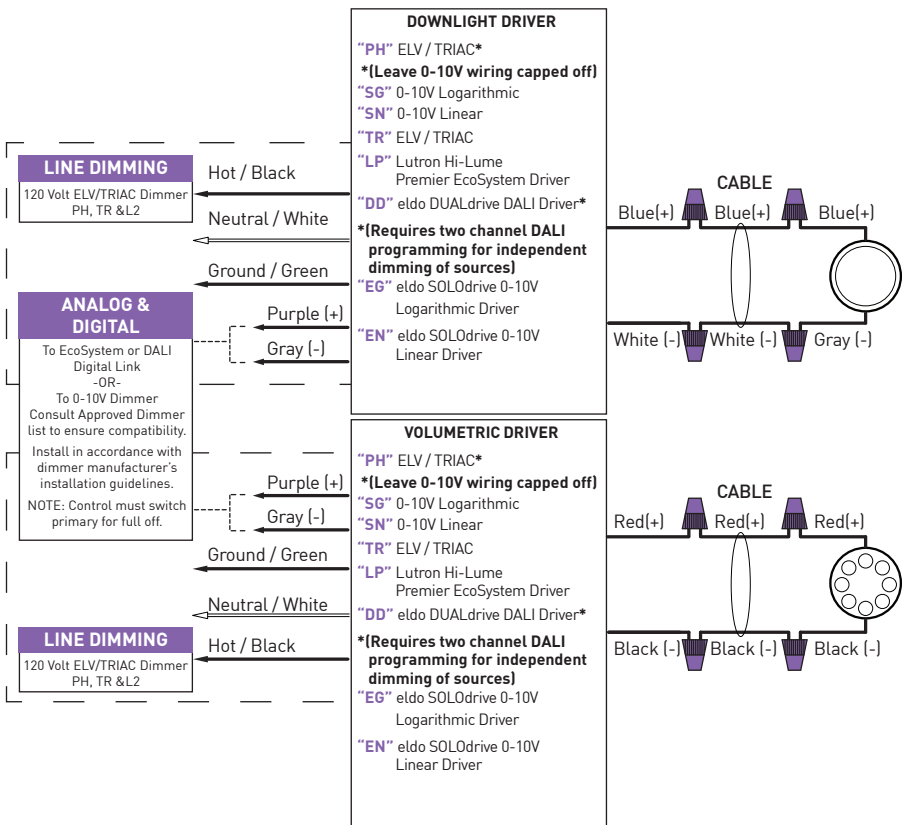 DOWNLIGHT DRIVER
“PH” ELV / TRIAC*
*(Leave 0-10V wiring capped off)
“SG” 0-10V Logarithmic
“SN” 0-10V Linear
“TR” ELV / TRIAC
“LP” Lutron Hi-Lume
Premier EcoSystem Driver
“DD” eldo DUALdrive DALI Driver*
*(Requires two channel DALI
programming for independent
dimming of sources)
“EG” eldo SOLOdrive 0-10V
Logarithmic Driver
“EN” eldo SOLOdrive 0-10V
Linear Driver
LINE DIMMING
120 Volt ELV/TRIAC Dimmer
PH, TR &L2
Hot / Black
Neutral / White
Ground / Green
Purple (+)
Gray (-)
ANALOG &
DIGITAL
To EcoSystem or DALI
Digital Link
-OR-
To 0-10V Dimmer
Consult Approved Dimmer
list to ensure compatibility.
Install in accordance with
dimmer manufacturer’s
installation guidelines.
NOTE: Control must switch
primary for full off.
CABLE
Blue(+) Blue(+) Blue(+)
White (-) White (-) Gray (-)
VOLUMETRIC DRIVER
“PH” ELV / TRIAC*
*(Leave 0-10V wiring capped off)
“SG” 0-10V Logarithmic
“SN” 0-10V Linear
“TR” ELV / TRIAC
“LP” Lutron Hi-Lume
Premier EcoSystem Driver
“DD” eldo DUALdrive DALI Driver*
*(Requires two channel DALI
programming for independent
dimming of sources)
“EG” eldo SOLOdrive 0-10V
Logarithmic Driver
“EN” eldo SOLOdrive 0-10V
Linear Driver
Purple (+)
Gray (-)
Ground / Green
Neutral / White
Hot / Black
LINE DIMMING
120 Volt ELV/TRIAC Dimmer
PH, TR &L2
CABLE
Red(+) Red(+) Red(+)
Black (-) Black (-) Black (-)